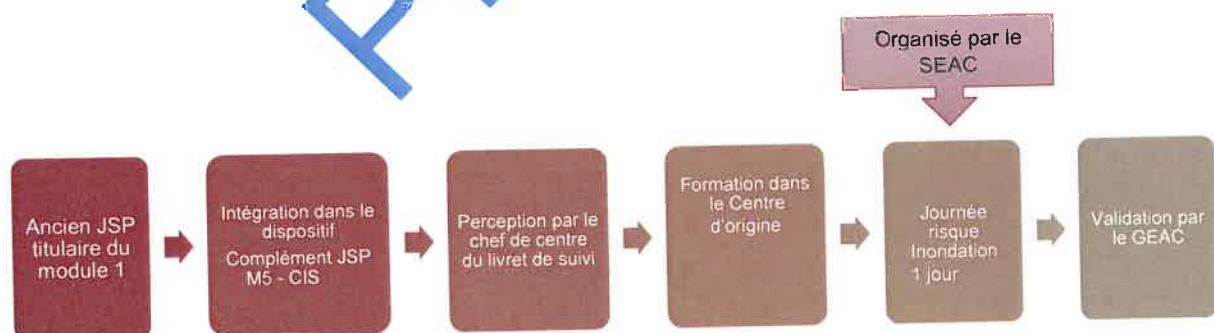 Organisé par le
SEAC
Ancien JSP
titulaire du
module 1
Intégration dans le
dispositif
Complément JSP
M5 - CIS
Perception par le
chef de centre
du livret de suivi
Formation dans
le Centre
d'origine
Journée
risque
Inondation
1 jour
Validation par
le GEAC